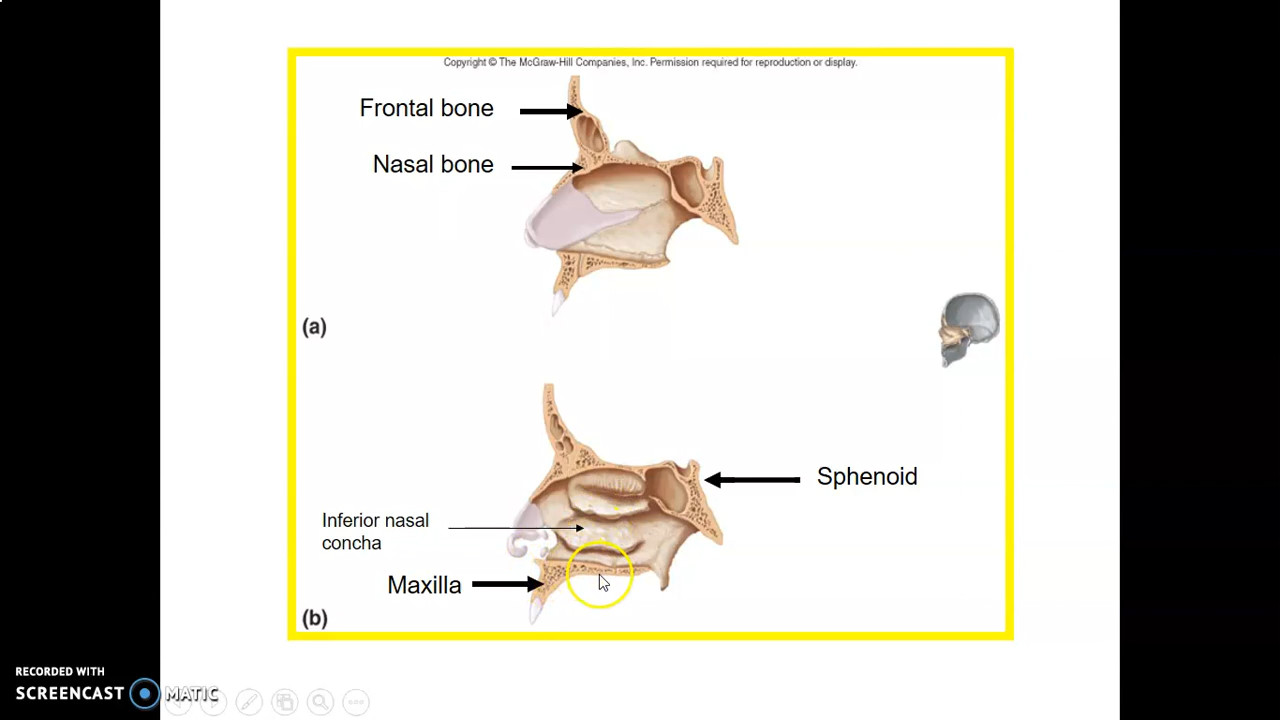 Copyright © The McGraw-Hill Companies, Inc. Permission required for reproduction or display.
Frontal bone
Nasal bone
(a)
Sphenoid
Inferior nasal
concha
Maxilla
(b)
RECORDED WITH
SCREENCAST MATIC